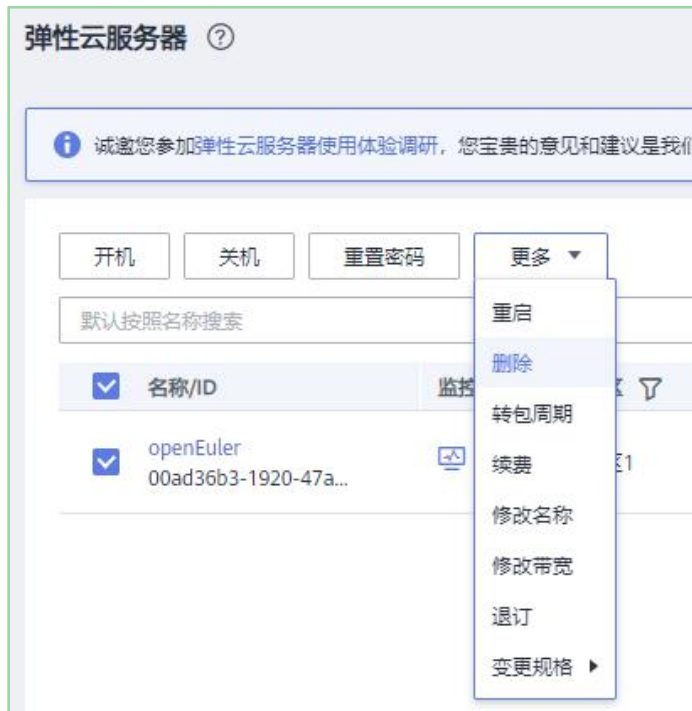 弹性云服务器
诚邀您参加弹性云服务器使用体验调研，您宝贵的意见和建议是我们
开机 关机 重置密码 更多
默认按照名称搜索
重启
删除
名称/ID 监控
转包周期
openEuler
00ad36b3-1920-47a...
续费
1
修改名称
修改带宽
退订
变更规格